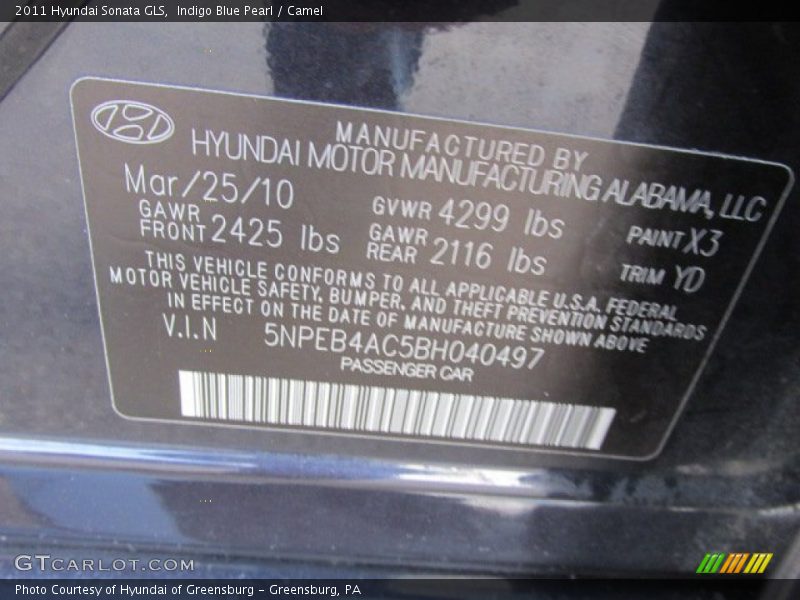 2011 Hyundai Sonata GLS, Indigo Blue Pearl / Camel
MANUFACTURED BY
HYUNDAI MOTOR MANUFACTURING ALABAMA, LLC
Mar/25/10
GVWR 4299 lbs
PAINT X3
GAWR FRONT 2425 lbs
GAWR REAR 2116 lbs
TRIM YD
THIS VEHICLE CONFORMS TO ALL APPLICABLE U.S.A. FEDERAL
MOTOR VEHICLE SAFETY, BUMPER, AND THEFT PREVENTION STANDARDS
IN EFFECT ON THE DATE OF MANUFACTURE SHOWN ABOVE
V.I.N 5NPEB4AC5BH040497
PASSENGER CAR
GTCARLOT.COM
Photo Courtesy of Hyundai of Greensburg - Greensburg, PA